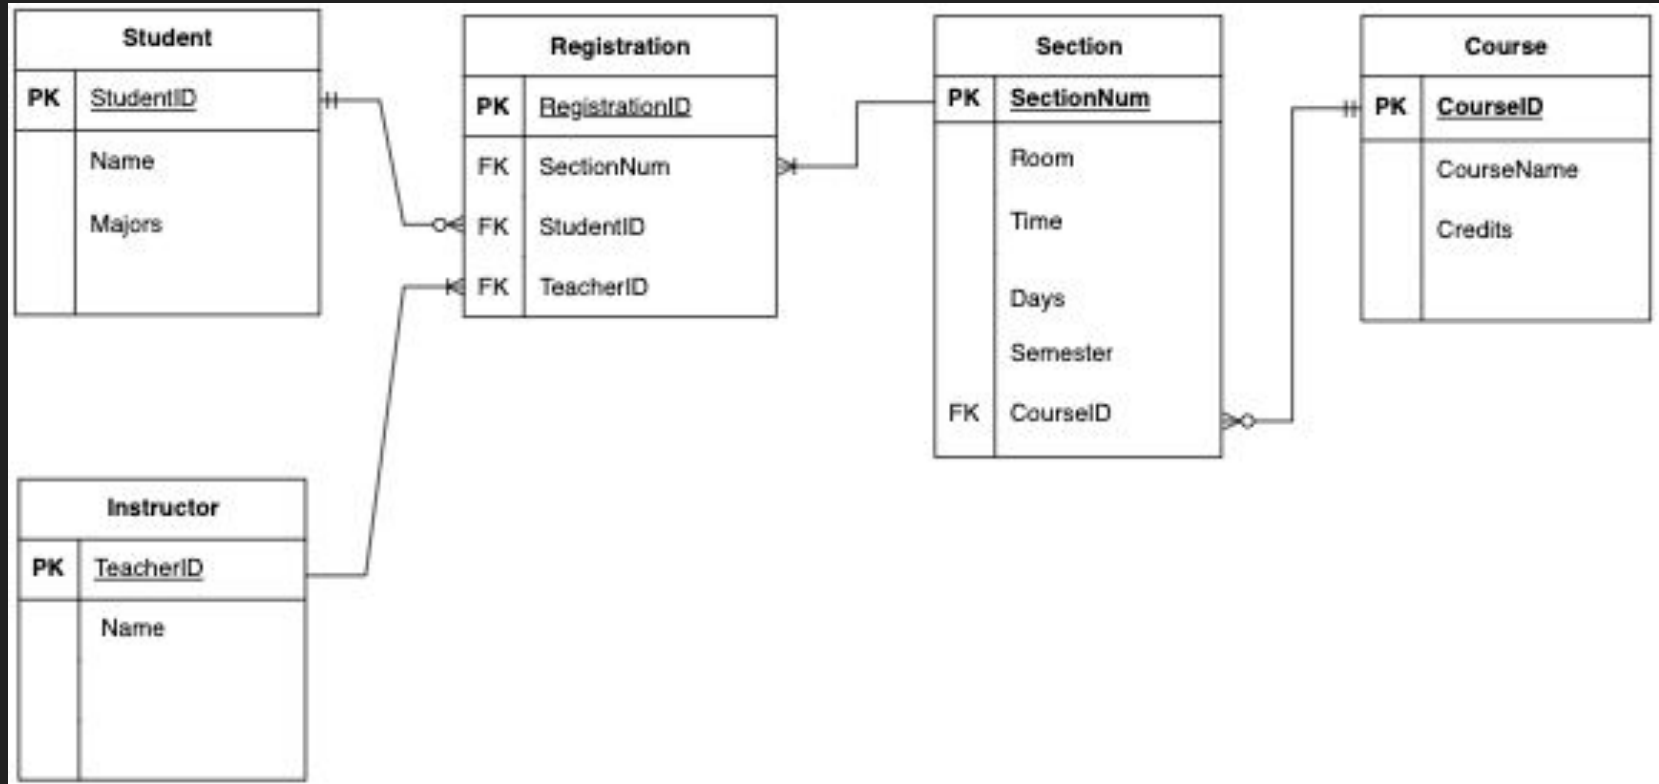 Student
PK StudentID
Name
Majors
Registration
PK RegistrationID
FK SectionNum
FK StudentID
FK TeacherID
Section
PK SectionNum
Room
Time
Days
Semester
FK CourseID
Course
PK CourseID
CourseName
Credits
Instructor
PK TeacherID
Name